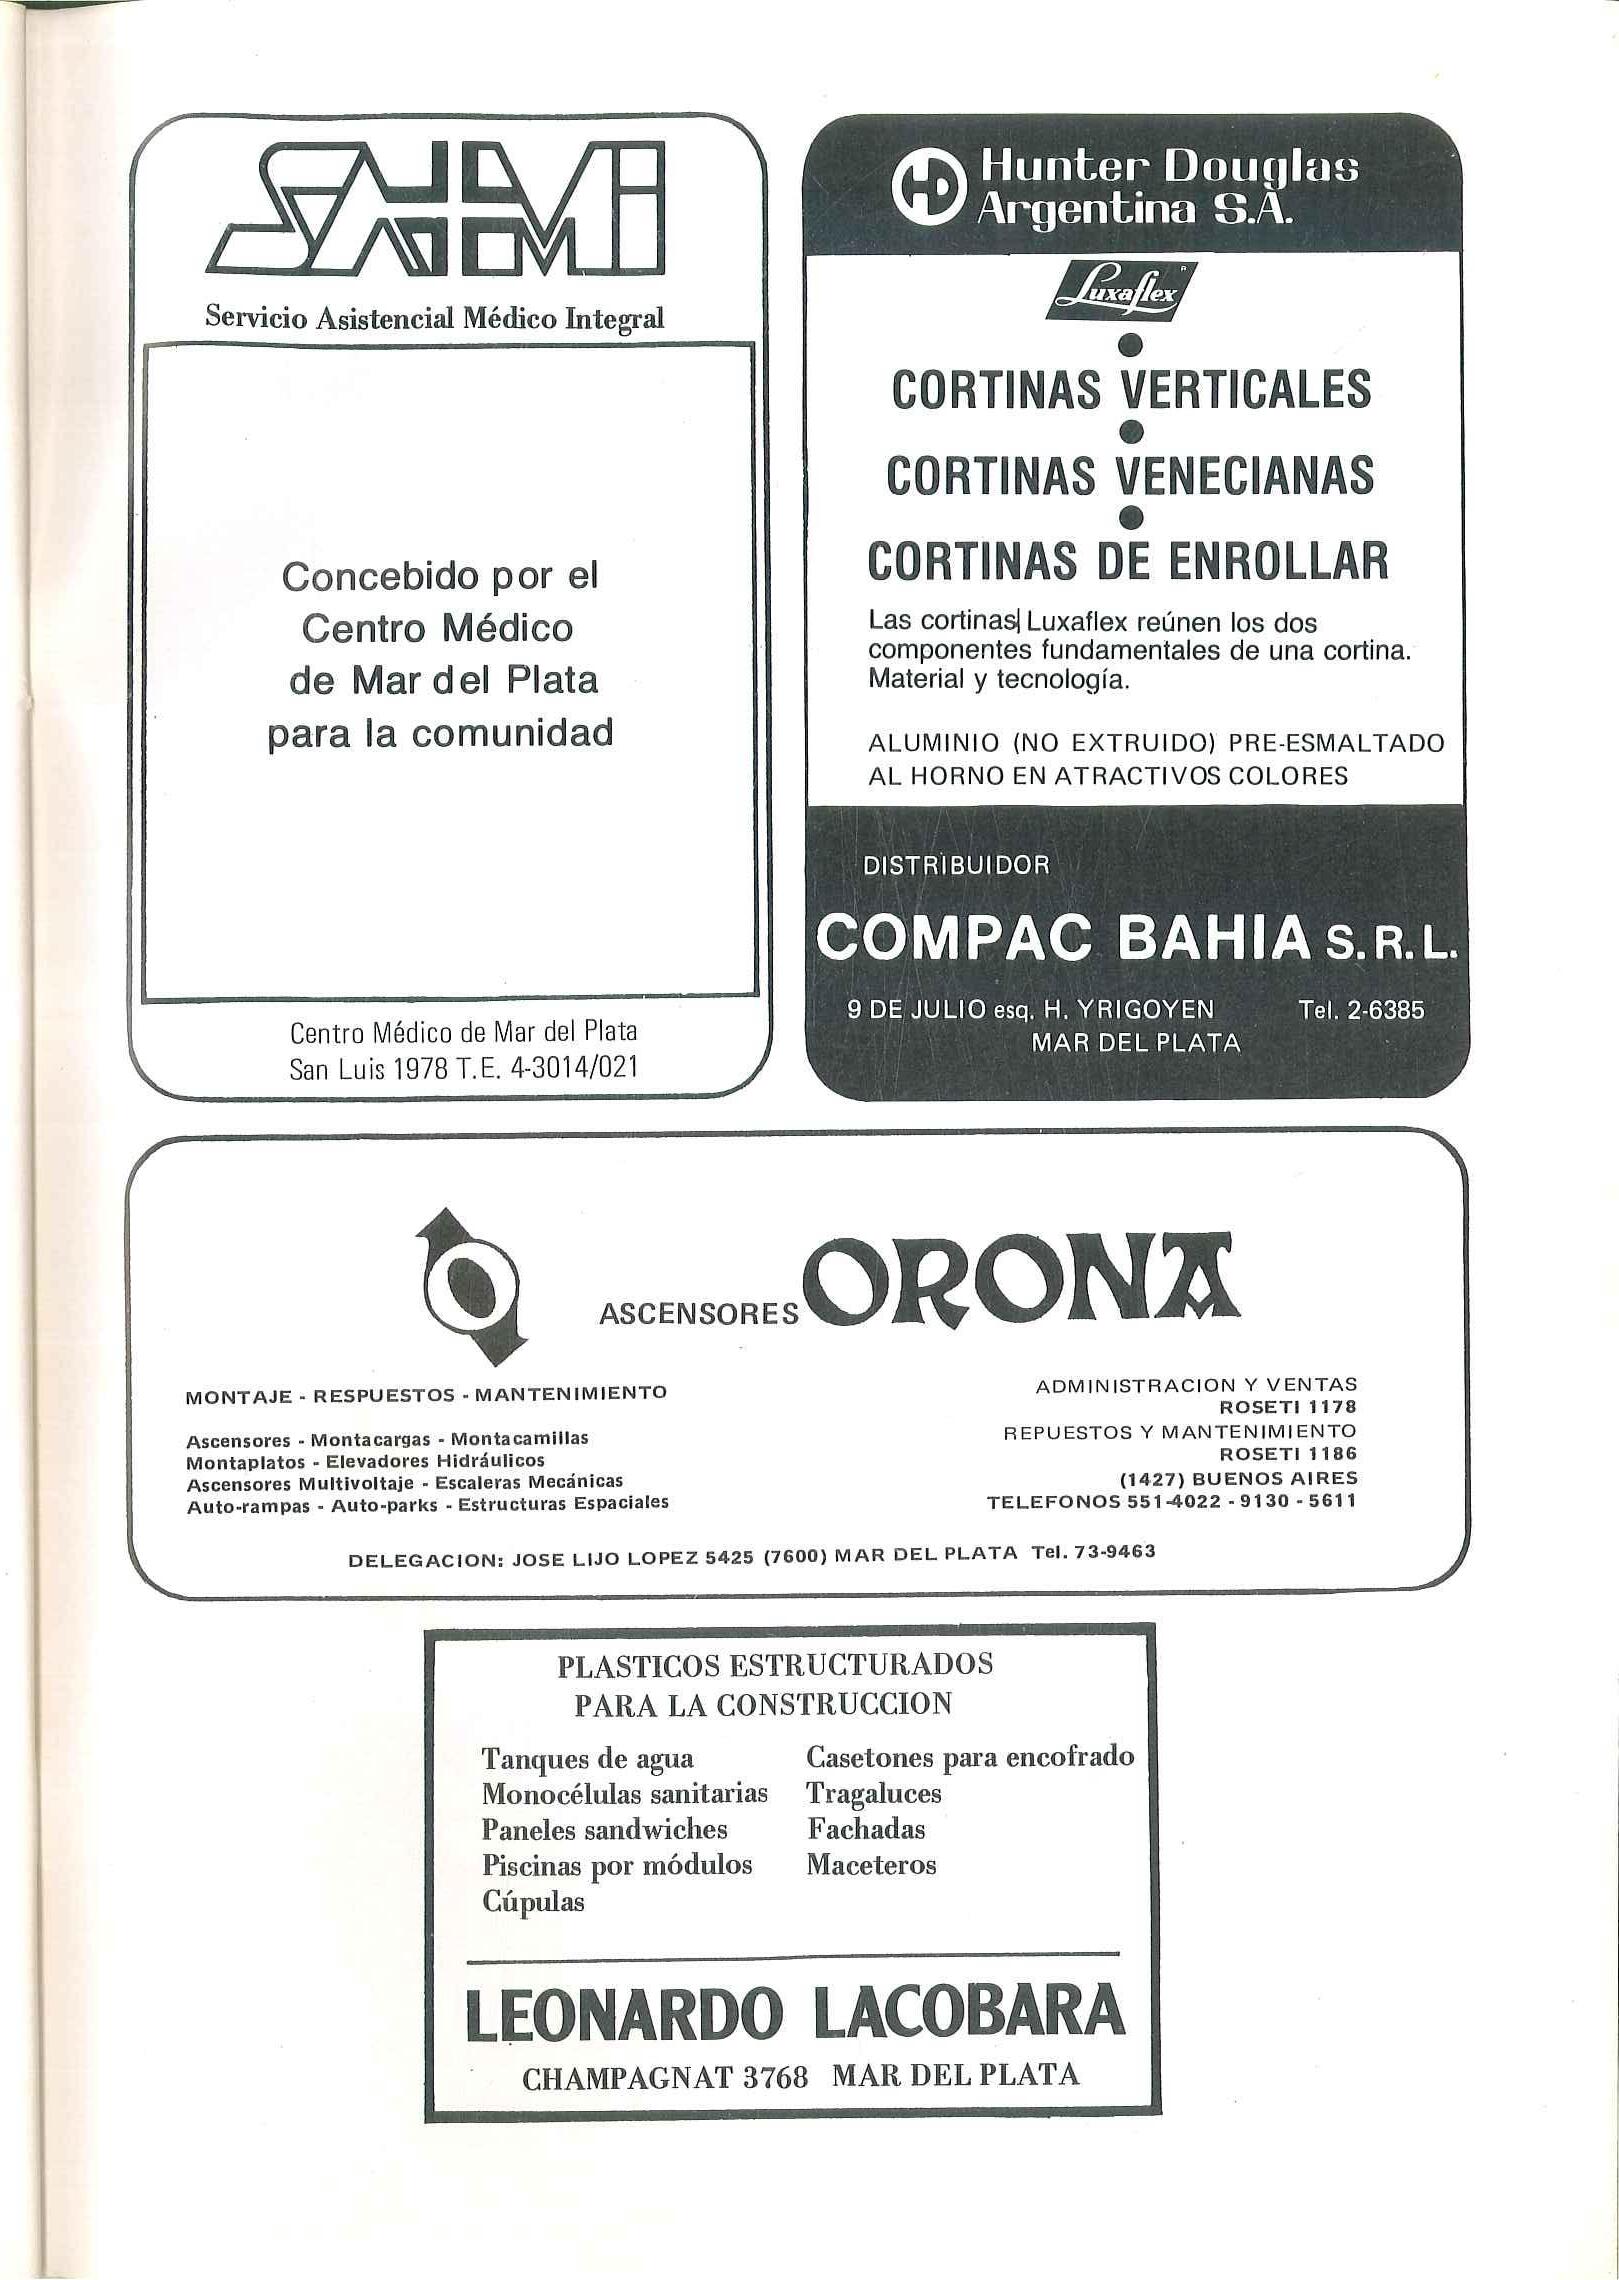 SAMI
Servicio Asistencial Médico Integral
Concebido por el
Centro Médico
de Mar del Plata
para la comunidad
Centro Médico de Mar del Plata
San Luis 1978 T.E. 4-3014/021
HD Hunter Douglas
Argentina S.A.
Luxaflex R
CORTINAS VERTICALES
CORTINAS VENECIANAS
CORTINAS DE ENROLLAR
Las cortinas Luxaflex reúnen los dos
componentes fundamentales de una cortina.
Material y tecnología.
ALUMINIO (NO EXTRUIDO) PRE-ESMALTADO
AL HORNO EN ATRACTIVOS COLORES
DISTRIBUIDOR
COMPAC BAHIA S.R.L.
9 DE JULIO esq. H. YRIGOYEN Tel. 2-6385
MAR DEL PLATA
ASCENSORES ORONA
MONTAJE - RESPUESTOS - MANTENIMIENTO
Ascensores - Montacargas - Montacamillas
Montaplatos - Elevadores Hidráulicos
Ascensores Multivoltaje - Escaleras Mecánicas
Auto-rampas - Auto-parks - Estructuras Espaciales
ADMINISTRACION Y VENTAS
ROSETI 1178
REPUESTOS Y MANTENIMIENTO
ROSETI 1186
(1427) BUENOS AIRES
TELEFONOS 551-4022 - 9130 - 5611
DELEGACION: JOSE LIJO LOPEZ 5425 (7600) MAR DEL PLATA Tel. 73-9463
PLASTICOS ESTRUCTURADOS
PARA LA CONSTRUCCION
Tanques de agua
Monocélulas sanitarias
Paneles sandwiches
Piscinas por módulos
Cúpulas
Casetones para encofrado
Tragaluces
Fachadas
Maceteros
LEONARDO LACOBARA
CHAMPAGNAT 3768 MAR DEL PLATA